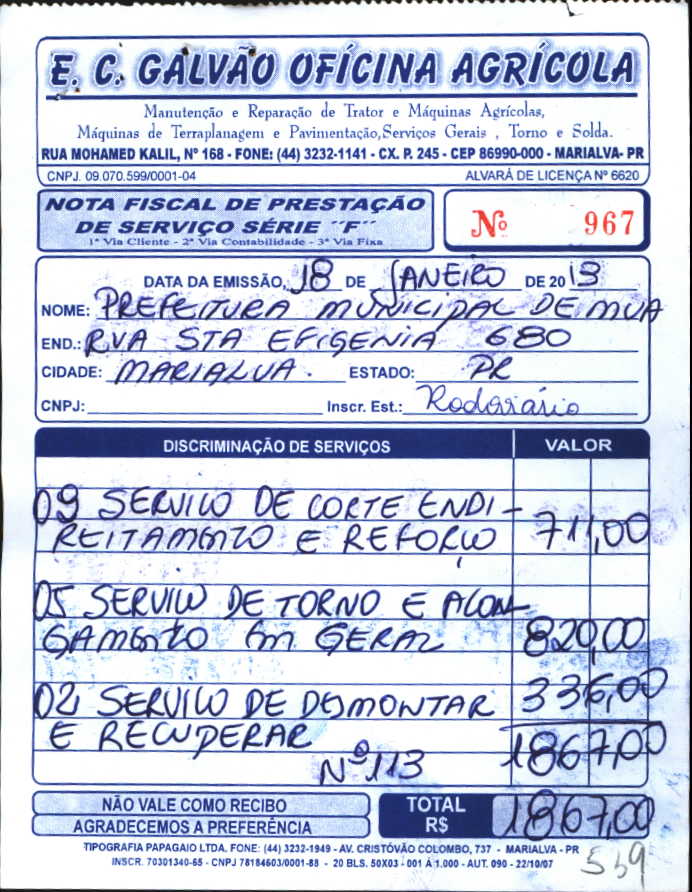 E. C. GALVÃO OFÍCINA AGRÍCOLA
Manutenção e Reparação de Trator e Máquinas Agrícolas,
Máquinas de Terraplanagem e Pavimentação, Serviços Gerais , Torno e Solda.
RUA MOHAMED KALIL, Nº 168 - FONE: (44) 3232-1141 - CX. P. 245 - CEP 86990-000 - MARIALVA- PR
CNPJ. 09.070.599/0001-04 ALVARÁ DE LICENÇA Nº 6620
NOTA FISCAL DE PRESTAÇÃO
DE SERVIÇO SÉRIE "F"
1ª Via Cliente - 2ª Via Contabilidade - 3ª Via Fixa
Nº 967
DATA DA EMISSÃO, 18 DE JANEIRO DE 2013
NOME: PREFEITURA MUNICIPAL DE MVA
END.: RVA STA EFIGENIA 680
CIDADE: MARIALVA. ESTADO: PR
CNPJ: Inscr. Est.: Rodoviário
DISCRIMINAÇÃO DE SERVIÇOS VALOR
09 SERVIÇO DE CORTE ENDI-
REITAMENTO E REFORÇO 711,00
05 SERVIÇO DE TORNO E ALON
GAMENTO Em GERAL 820,00
02 SERVIÇO DE DESMONTAR 336,00
E RECUPERAR 1867,00
Nº 113
NÃO VALE COMO RECIBO
AGRADECEMOS A PREFERÊNCIA
TOTAL R$ 1867,00
TIPOGRAFIA PAPAGAIO LTDA. FONE: (44) 3232-1949 - AV. CRISTÓVÃO COLOMBO, 737 - MARIALVA - PR
INSCR. 70301340-65 - CNPJ 78184603/0001-88 - 20 BLS. 50X03 - 001 À 1.000 - AUT. 090 - 22/10/07